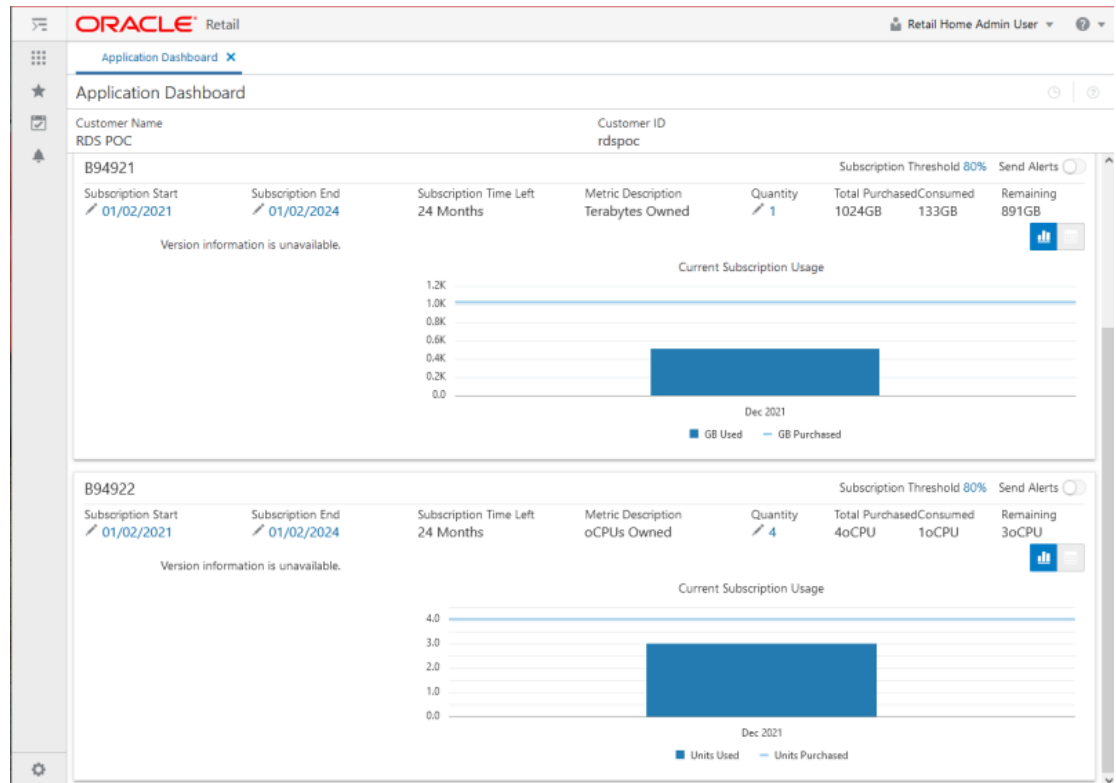 ORACLE® Retail
Retail Home Admin User
Application Dashboard
Application Dashboard
Customer Name Customer ID
RDS POC rdspoc
B94921 Subscription Threshold 80% Send Alerts
Subscription Start Subscription End Subscription Time Left Metric Description Quantity Total Purchased Consumed Remaining
01/02/2021 01/02/2024 24 Months Terabytes Owned 1 1024GB 133GB 891GB
Version information is unavailable.
Current Subscription Usage
1.2K
1.0K
0.8K
0.6K
0.4K
0.2K
0.0
Dec 2021
GB Used GB Purchased
B94922 Subscription Threshold 80% Send Alerts
Subscription Start Subscription End Subscription Time Left Metric Description Quantity Total Purchased Consumed Remaining
01/02/2021 01/02/2024 24 Months oCPUs Owned 4 4oCPU 1oCPU 3oCPU
Version information is unavailable.
Current Subscription Usage
4.0
3.0
2.0
1.0
0.0
Dec 2021
Units Used Units Purchased